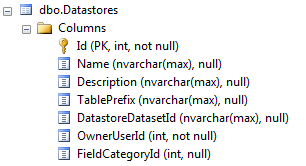 dbo.Datastores
Columns
Id (PK, int, not null)
Name (nvarchar(max), null)
Description (nvarchar(max), null)
TablePrefix (nvarchar(max), null)
DatastoreDatasetId (nvarchar(max), null)
OwnerUserId (int, not null)
FieldCategoryId (int, null)